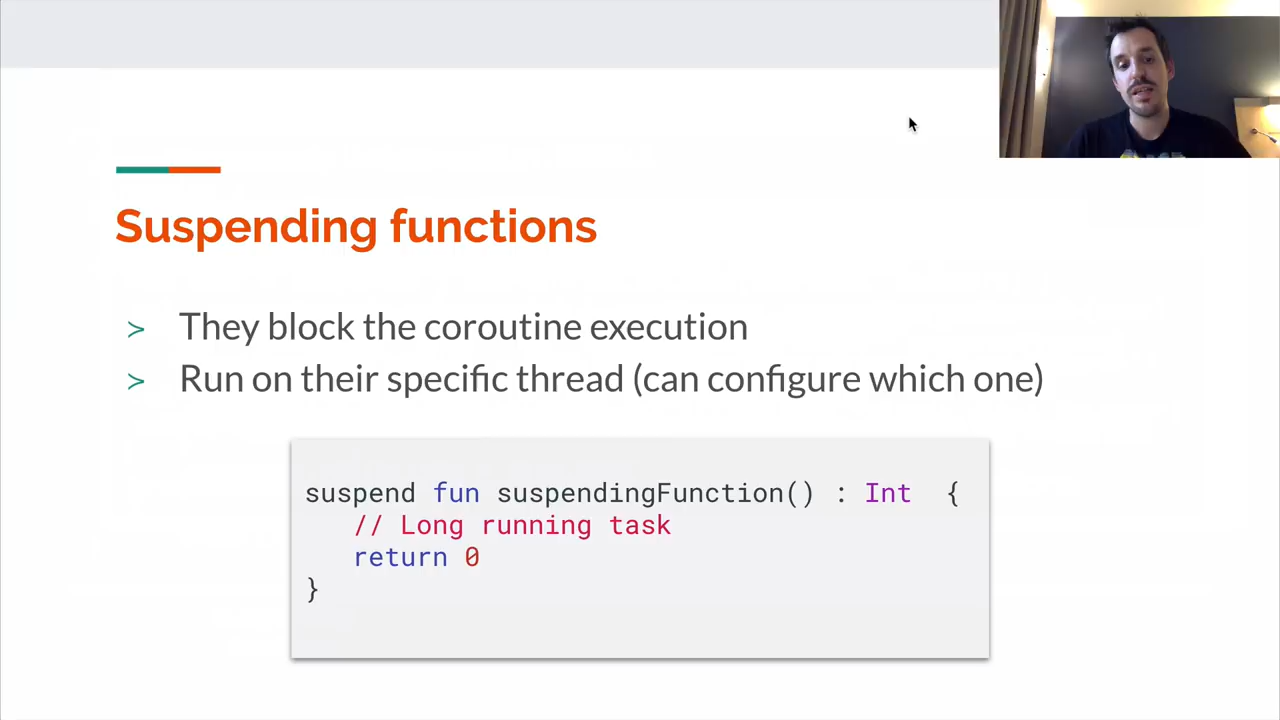 Suspending functions
> They block the coroutine execution
> Run on their specific thread (can configure which one)
suspend fun suspendingFunction() : Int {
// Long running task
return 0
}